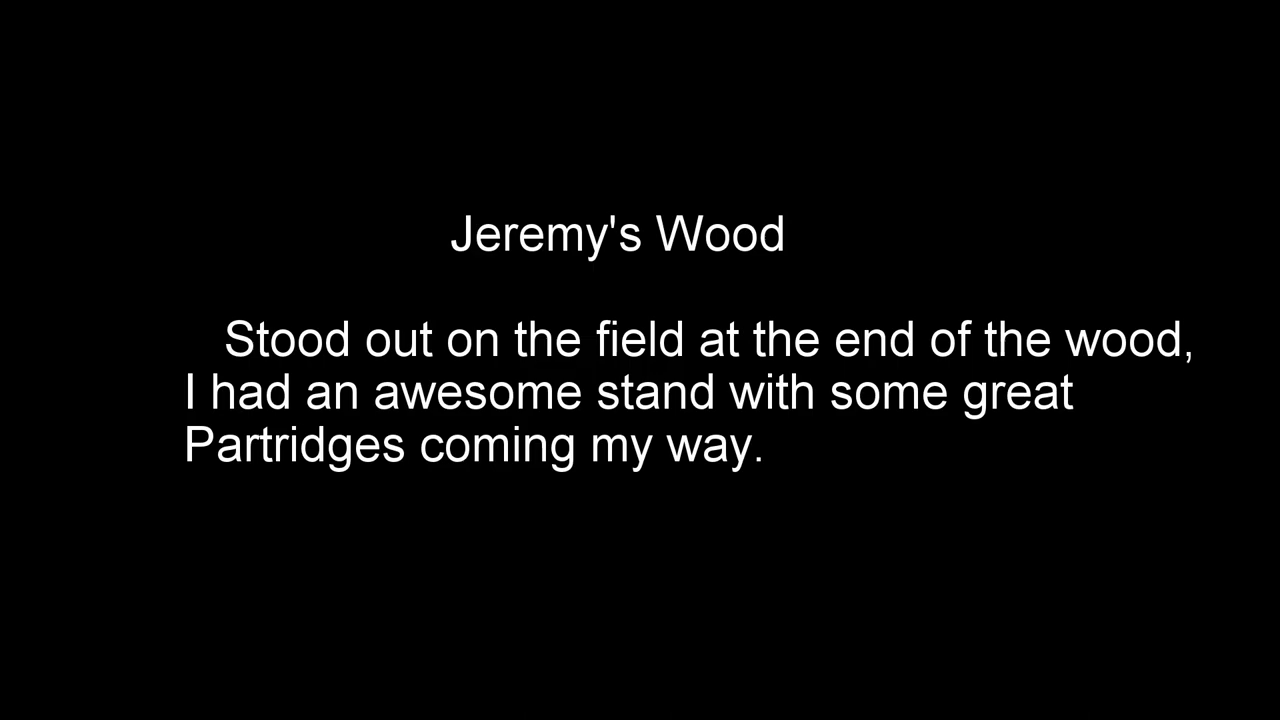 Jeremy's Wood
Stood out on the field at the end of the wood,
I had an awesome stand with some great
Partridges coming my way.